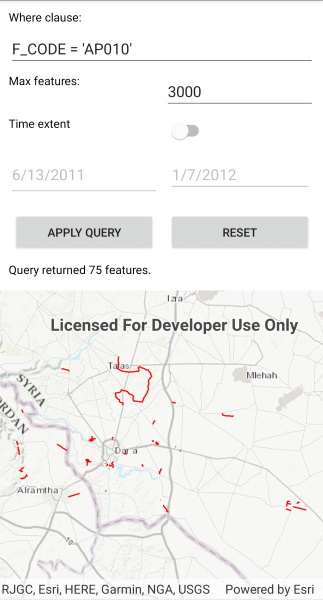 Where clause:
F_CODE = 'AP010'
Max features:
3000
Time extent
6/13/2011
1/7/2012
APPLY QUERY
RESET
Query returned 75 features.
Izra
Licensed For Developer Use Only
Tafas
Mlehah
SYRIA
JORDAN
Dara
Alramtha
10
RJGC, Esri, HERE, Garmin, NGA, USGS
Powered by Esri